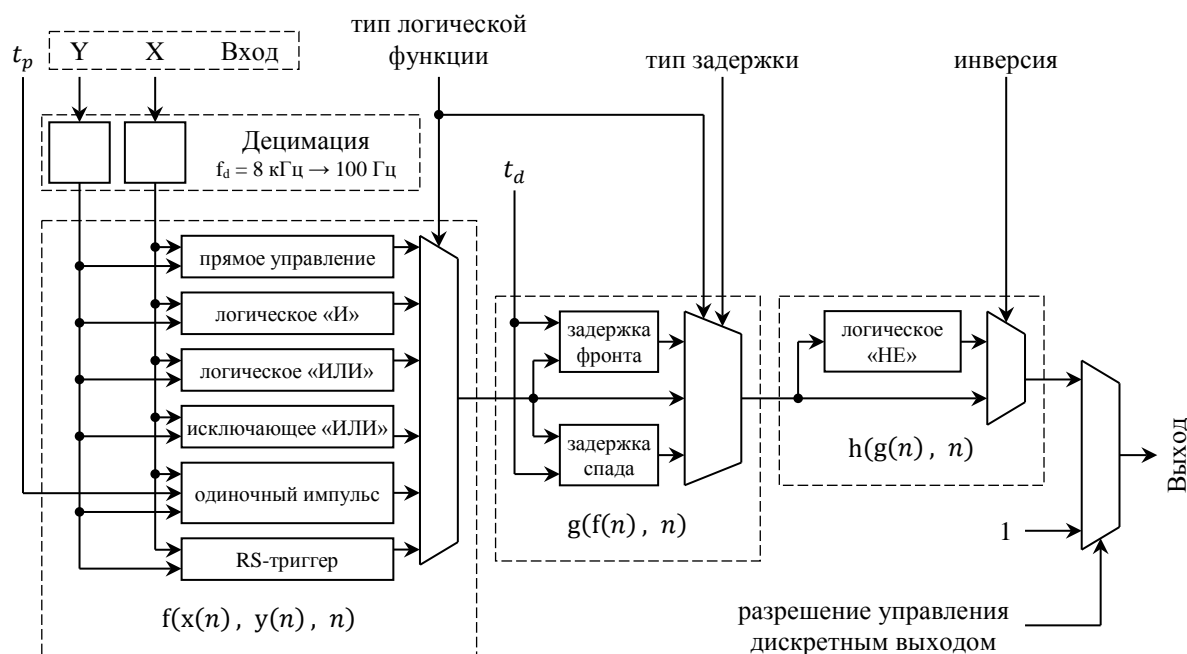 тип логической
функции
тип задержки
инверсия
t_p
Y X Вход
Децимация
f_d = 8 кГц → 100 Гц
t_d
прямое управление
логическое «И»
логическое «ИЛИ»
исключающее «ИЛИ»
одиночный импульс
RS-триггер
f(x(n), y(n), n)
задержка
фронта
задержка
спада
g(f(n), n)
логическое
«НЕ»
h(g(n), n)
1
Выход
разрешение управления
дискретным выходом